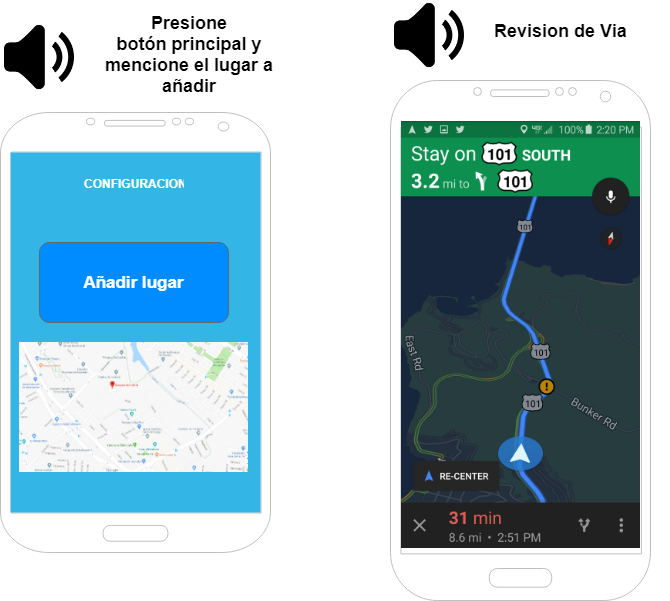 Presione
botón principal y
mencione el lugar a
añadir
CONFIGURACION
Añadir lugar
Revision de Via
100% 2:20 PM
Stay on 101 SOUTH
3.2 mi to 101
101
East Rd
101
101
Bunker Rd
RE-CENTER
31 min
8.6 mi • 2:51 PM